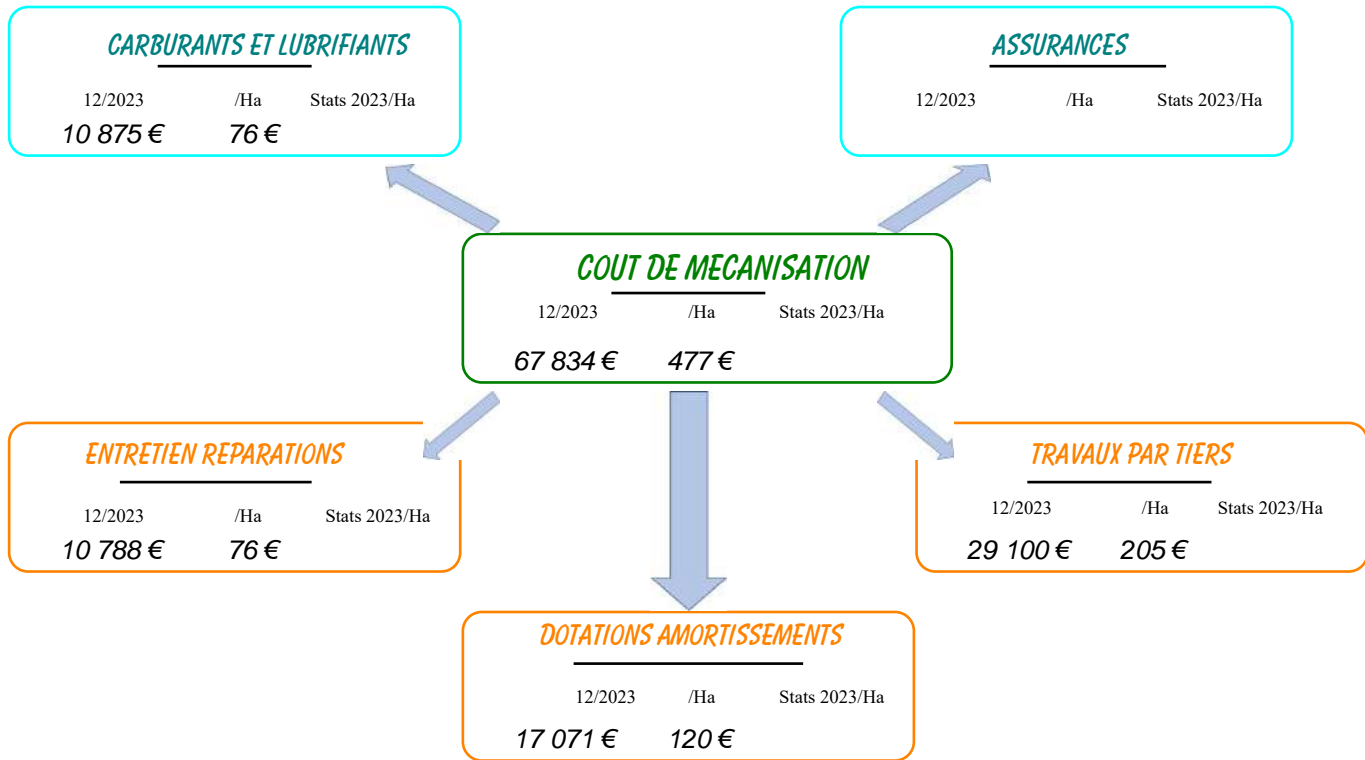 CARBURANTS ET LUBRIFIANTS
12/2023 /Ha Stats 2023/Ha
10 875 € 76 €
ASSURANCES
12/2023 /Ha Stats 2023/Ha
COUT DE MECANISATION
12/2023 /Ha Stats 2023/Ha
67 834 € 477 €
ENTRETIEN REPARATIONS
12/2023 /Ha Stats 2023/Ha
10 788 € 76 €
TRAVAUX PAR TIERS
12/2023 /Ha Stats 2023/Ha
29 100 € 205 €
DOTATIONS AMORTISSEMENTS
12/2023 /Ha Stats 2023/Ha
17 071 € 120 €